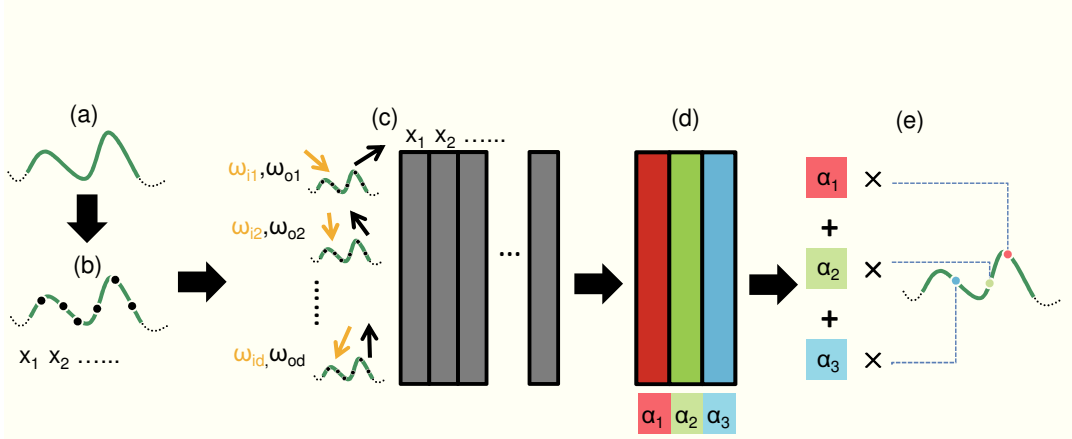 (a)
(b)
x₁ x₂ ......
(c)
x₁ x₂ ......
ωᵢ₁,ωₒ₁
ωᵢ₂,ωₒ₂
ωid,ωod
...
(d)
α₁ α₂ α₃
(e)
α₁ ×
+
α₂ ×
+
α₃ ×